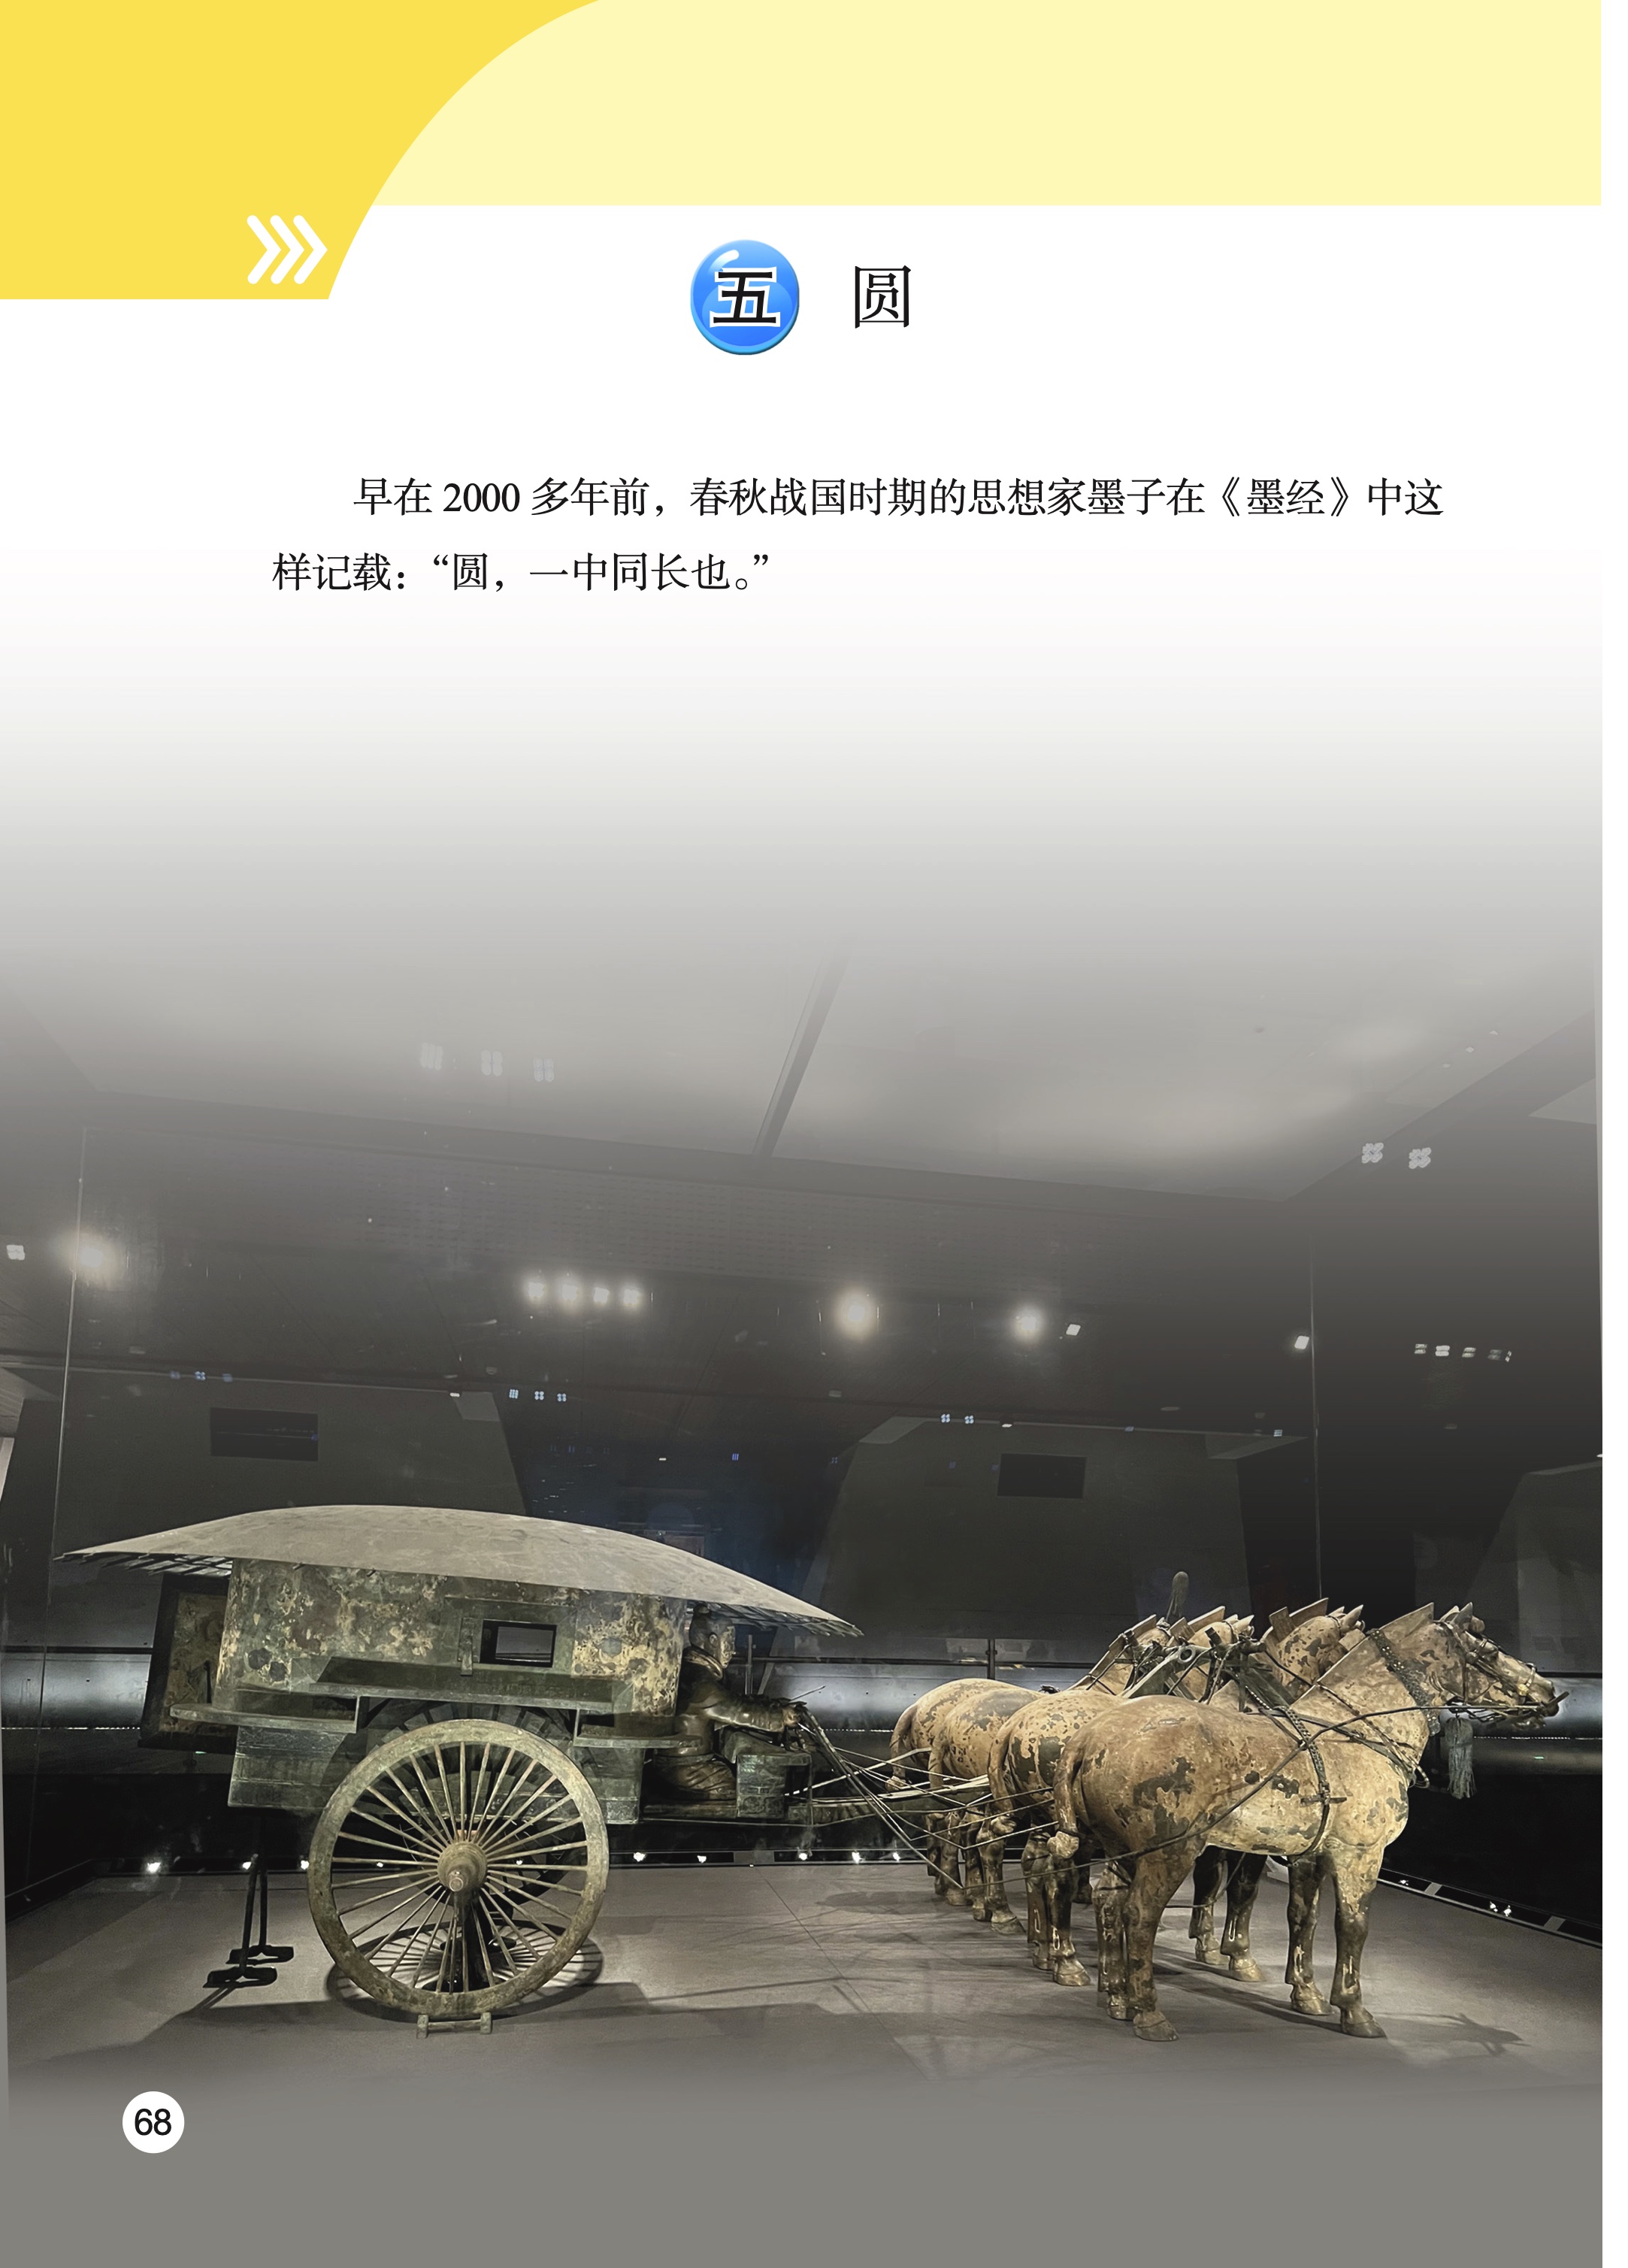 五 圆
早在 2000 多年前，春秋战国时期的思想家墨子在《墨经》中这
样记载：“圆，一中同长也。”
68